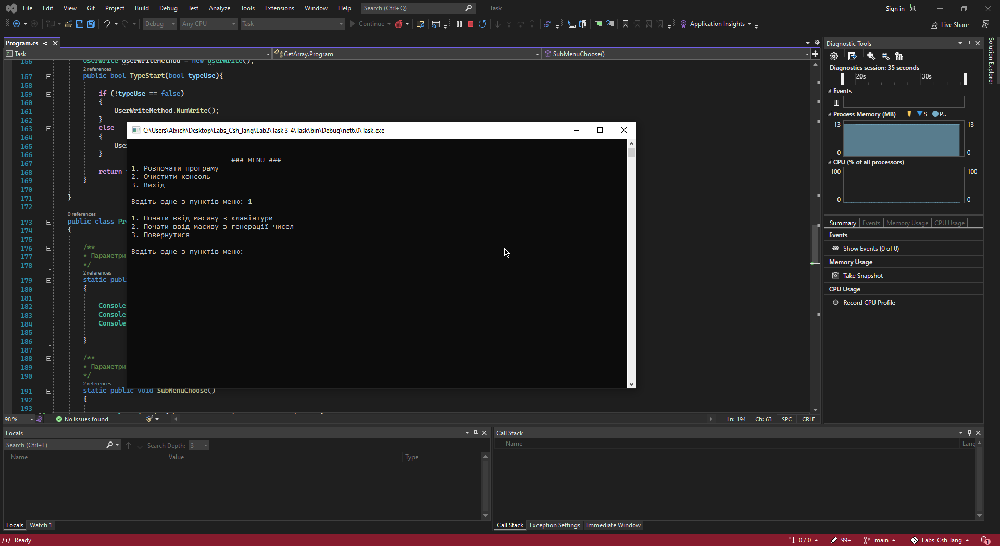 File Edit View Git Project Build Debug Test Analyze Tools Extensions Window Help Search (Ctrl+Q) Task Sign in
Debug Any CPU Task Continue Application Insights Live Share
Program.cs
Task GetArray.Program SubMenuChoose()
156 UserWrite UserWriteMethod = new UserWrite();
2 references
157 public bool TypeStart(bool typeUse){
158
159 if (!typeUse == false)
160 {
161 UserWriteMethod.NumWrite();
162 }
163 else
164 {
165
166 }
167
168 return
169 }
170
171 }
172
0 references
173 public class
174 {
175
176 /**
177 * Параметри
178 */
2 references
179 static
180 {
181
182 Console
183 Console
184 Console
185
186 }
187
188 /**
189 * Параметри
190 */
2 references
191 static public void SubMenuChoose()
192 {
193
C:\Users\Alxich\Desktop\Labs_Csh_lang\Lab2\Task 3-4\Task\bin\Debug\net6.0\Task.exe
### MENU ###
1. Розпочати програму
2. Очистити консоль
3. Вихід
Ведіть одне з пунктів меню: 1
1. Почати ввід масиву з клавіатури
2. Почати ввід масиву з генерації чисел
3. Повернутися
Ведіть одне з пунктів меню:
98 % No issues found Ln: 194 Ch: 63 SPC CRLF
Diagnostic Tools
Diagnostics session: 35 seconds
20s 30s
Events
Process Memory (MB) S P..
13 13
0 0
CPU (% of all processors)
100 100
0 0
Summary Events Memory Usage CPU Usage
Events
Show Events (0 of 0)
Memory Usage
Take Snapshot
CPU Usage
Record CPU Profile
Solution Explorer
Locals
Search (Ctrl+E) Search Depth: 3
Name Value Type
Locals Watch 1
Call Stack
Name Lang
Call Stack Exception Settings Immediate Window
Ready 0 / 0 99+ main Labs_Csh_lang 1